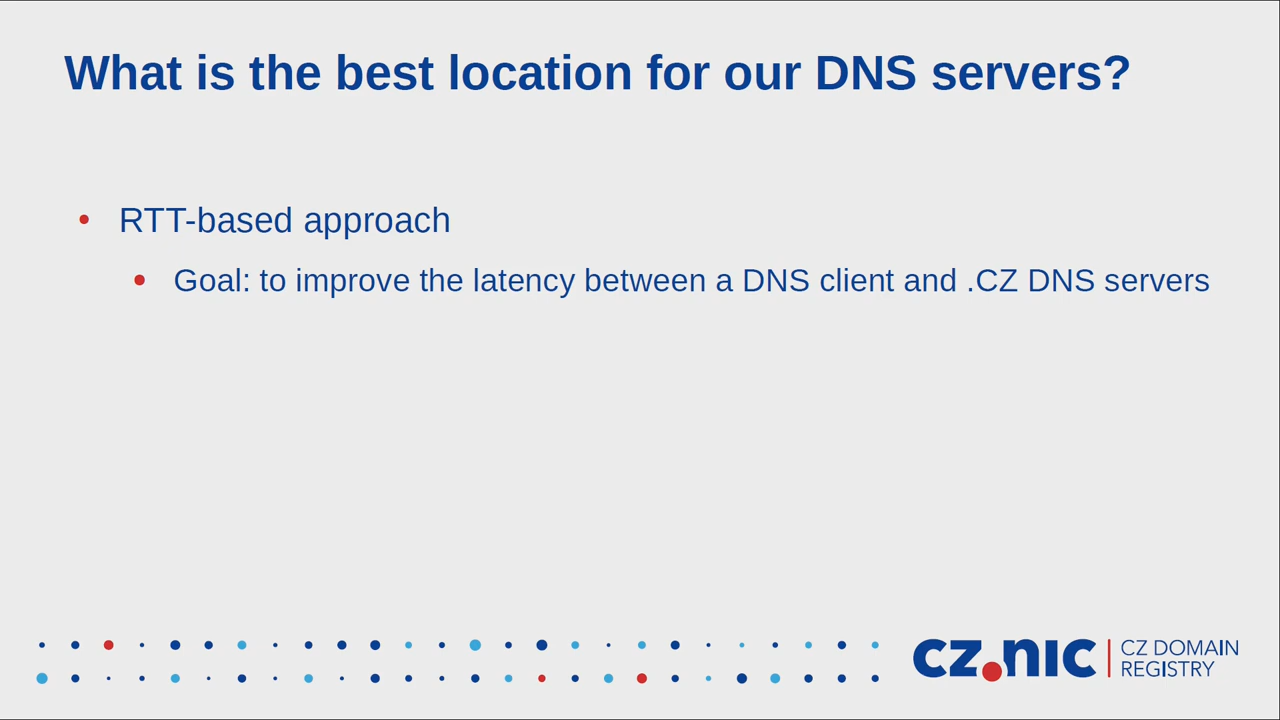 What is the best location for our DNS servers?
RTT-based approach
Goal: to improve the latency between a DNS client and .CZ DNS servers
cz.nic
CZ DOMAIN
REGISTRY